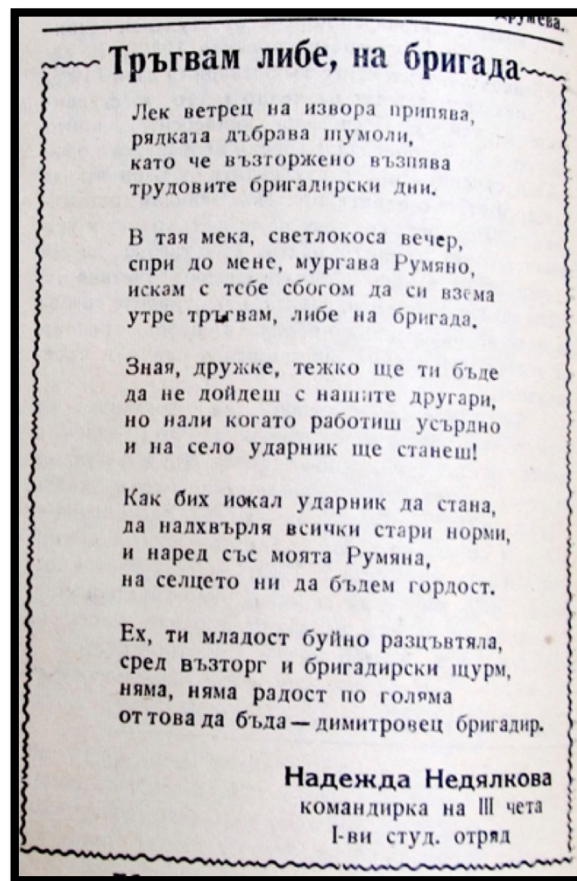 Дружева.
Тръгвам либе, на бригада
Лек ветрец на извора припява,
рядката дъбрава шумоли,
като че възторжено възпява
трудовите бригадирски дни.
В тая мека, светлокоса вечер,
спри до мене, мургава Румяно,
искам с тебе сбогом да си взема
утре тръгвам, либе на бригада.
Зная, дружке, тежко ще ти бъде
да не дойдеш с нашите другари,
но нали когато работиш усърдно
и на село ударник ще станеш!
Как бих искал ударник да стана,
да надхвърля всички стари норми,
и наред със моята Румяна,
на селцето ни да бъдем гордост.
Ех, ти младост буйно разцъвтяла,
сред възторг и бригадирски щурм,
няма, няма радост по голяма
от това да бъда — димитровец бригадир.
Надежда Недялкова
командирка на III чета
I-ви студ. отряд